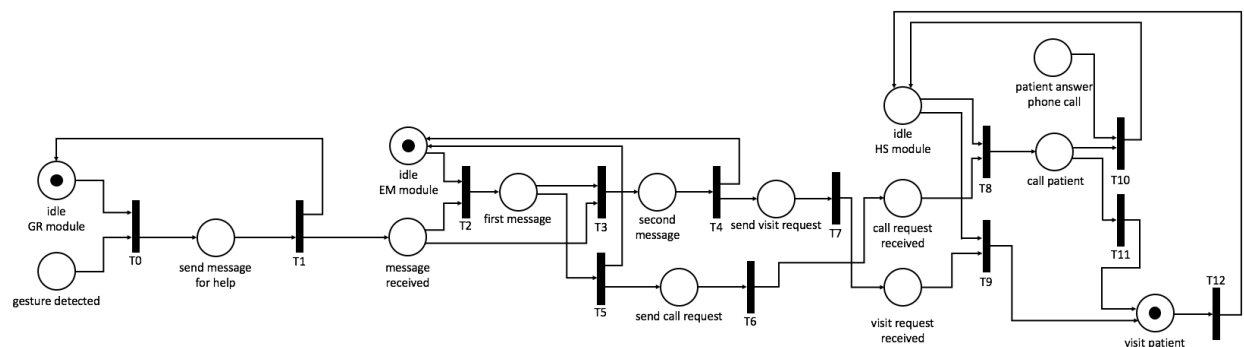 idle
GR module
gesture detected
T0
send message
for help
T1
idle
EM module
message
received
T2
first message
T3
second
message
T4
send visit request
T7
T5
send call request
T6
idle
HS module
call request
received
visit request
received
T8
T9
patient answer
phone call
call patient
T10
T11
visit patient
T12